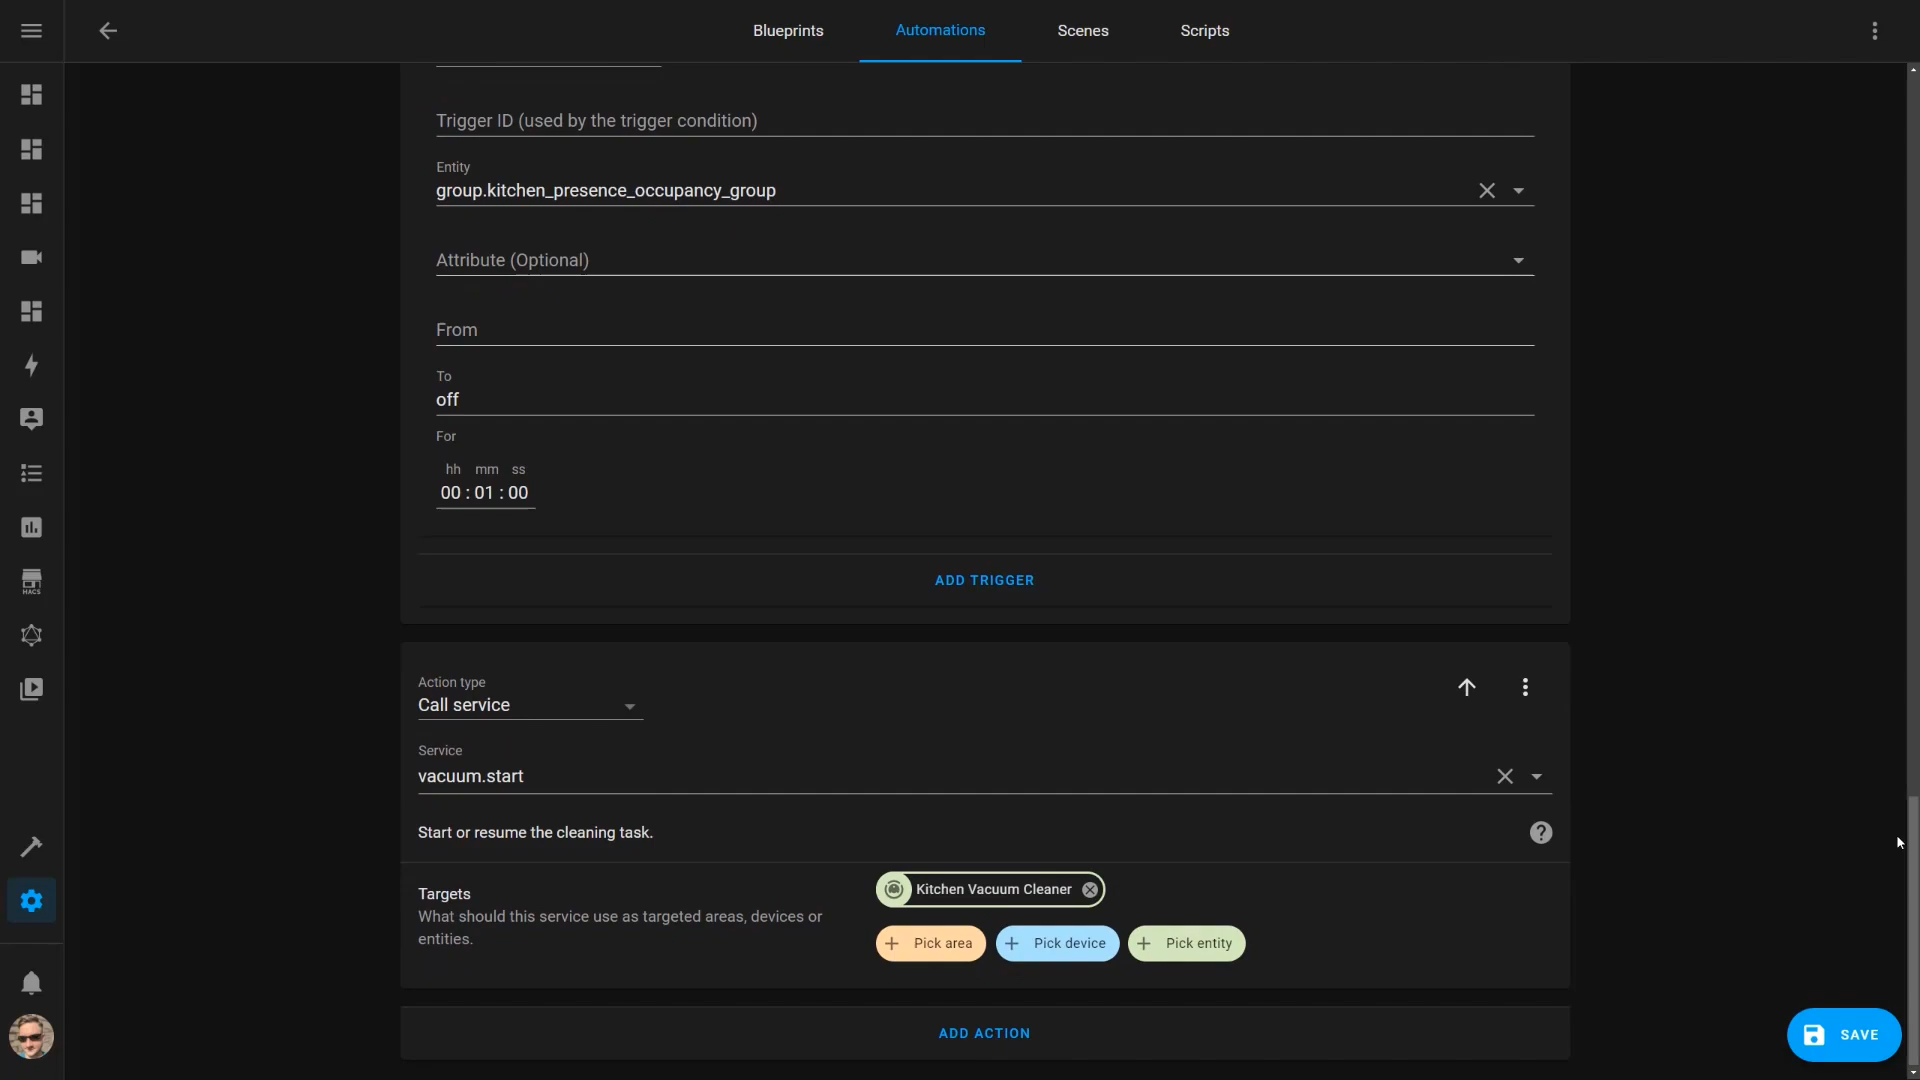 Blueprints
Automations
Scenes
Scripts
Trigger ID (used by the trigger condition)
Entity
group.kitchen_presence_occupancy_group
Attribute (Optional)
From
To
off
For
hh mm ss
00 : 01 : 00
ADD TRIGGER
Action type
Call service
Service
vacuum.start
Start or resume the cleaning task.
Targets
What should this service use as targeted areas, devices or
entities.
Kitchen Vacuum Cleaner
Pick area
Pick device
Pick entity
ADD ACTION
SAVE
HACS